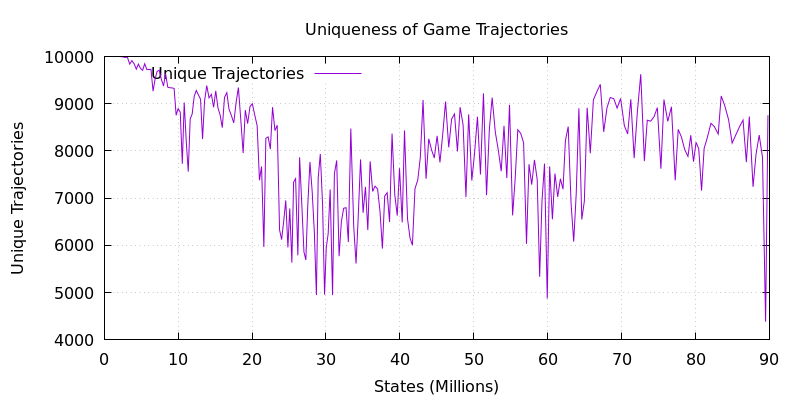 Uniqueness of Game Trajectories
Unique Trajectories
Unique Trajectories
10000
9000
8000
7000
6000
5000
4000
0 10 20 30 40 50 60 70 80 90
States (Millions)